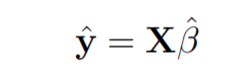 ŷ = Xβ̂